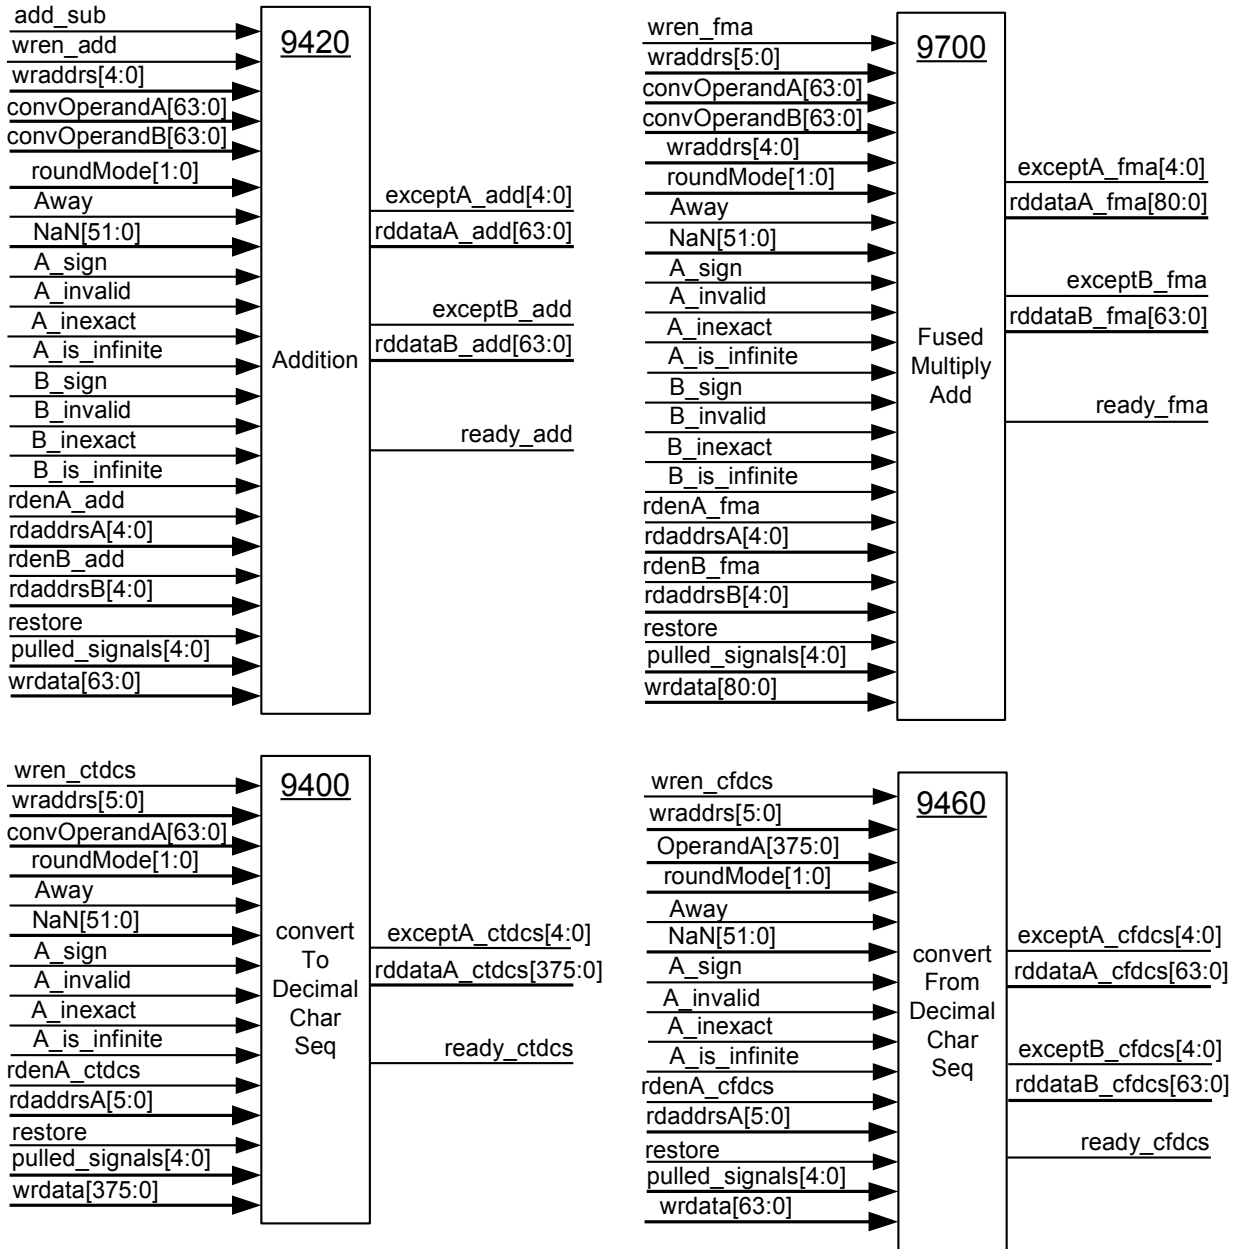 add_sub
wren_add
wraddrs[4:0]
convOperandA[63:0]
convOperandB[63:0]
roundMode[1:0]
Away
NaN[51:0]
A_sign
A_invalid
A_inexact
A_is_infinite
B_sign
B_invalid
B_inexact
B_is_infinite
rdenA_add
rdaddrsA[4:0]
rdenB_add
rdaddrsB[4:0]
restore
pulled_signals[4:0]
wrdata[63:0]
9420
Addition
exceptA_add[4:0]
rddataA_add[63:0]
exceptB_add
rddataB_add[63:0]
ready_add
wren_fma
wraddrs[5:0]
convOperandA[63:0]
convOperandB[63:0]
wraddrs[4:0]
roundMode[1:0]
Away
NaN[51:0]
A_sign
A_invalid
A_inexact
A_is_infinite
B_sign
B_invalid
B_inexact
B_is_infinite
rdenA_fma
rdaddrsA[4:0]
rdenB_fma
rdaddrsB[4:0]
restore
pulled_signals[4:0]
wrdata[80:0]
9700
Fused
Multiply
Add
exceptA_fma[4:0]
rddataA_fma[80:0]
exceptB_fma
rddataB_fma[63:0]
ready_fma
wren_ctdcs
wraddrs[5:0]
convOperandA[63:0]
roundMode[1:0]
Away
NaN[51:0]
A_sign
A_invalid
A_inexact
A_is_infinite
rdenA_ctdcs
rdaddrsA[5:0]
restore
pulled_signals[4:0]
wrdata[375:0]
9400
convert
To
Decimal
Char
Seq
exceptA_ctdcs[4:0]
rddataA_ctdcs[375:0]
ready_ctdcs
wren_cfdcs
wraddrs[5:0]
OperandA[375:0]
roundMode[1:0]
Away
NaN[51:0]
A_sign
A_invalid
A_inexact
A_is_infinite
rdenA_cfdcs
rdaddrsA[5:0]
restore
pulled_signals[4:0]
wrdata[63:0]
9460
convert
From
Decimal
Char
Seq
exceptA_cfdcs[4:0]
rddataA_cfdcs[63:0]
exceptB_cfdcs[4:0]
rddataB_cfdcs[63:0]
ready_cfdcs